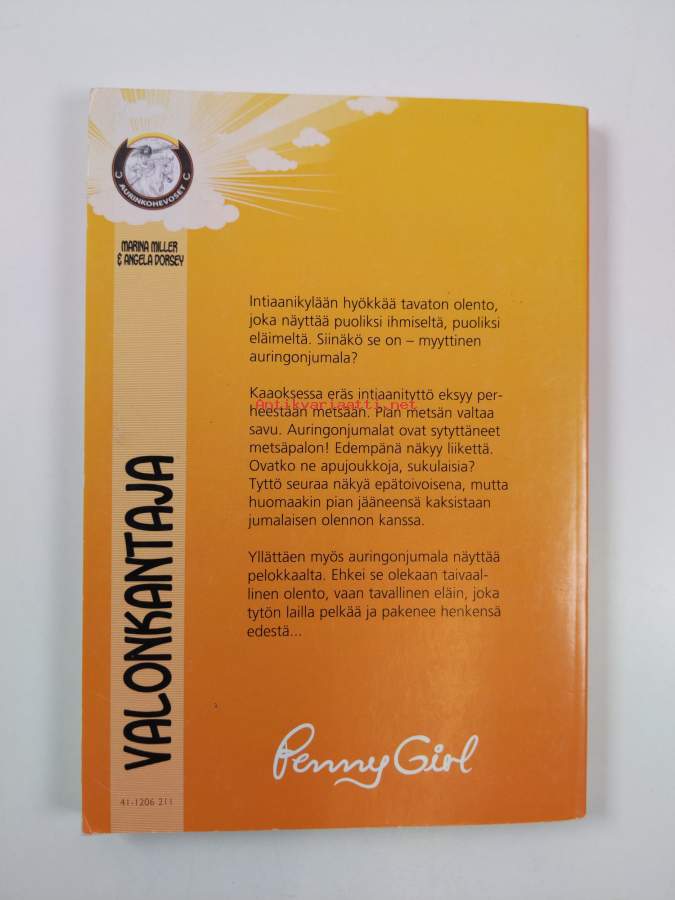 AURINKOHEVOSET
MARINA MILLER
& ANGELA DORSEY
VALONKANTAJA
41-1206 211
Intiaanikylään hyökkää tavaton olento,
joka näyttää puoliksi ihmiseltä, puoliksi
eläimeltä. Siinäkö se on – myyttinen
auringonjumala?
Kaaoksessa eräs intiaanityttö eksyy per-
heestään metsään. Pian metsän valtaa
Antikvariaatti.net
savu. Auringonjumalat ovat sytyttäneet
metsäpalon! Edempänä näkyy liikettä.
Ovatko ne apujoukkoja, sukulaisia?
Tyttö seuraa näkyä epätoivoisena, mutta
huomaakin pian jääneensä kaksistaan
jumalaisen olennon kanssa.
Yllättäen myös auringonjumala näyttää
pelokkaalta. Ehkei se olekaan taivaal-
linen olento, vaan tavallinen eläin, joka
tytön lailla pelkää ja pakenee henkensä
edestä...
Penny Girl